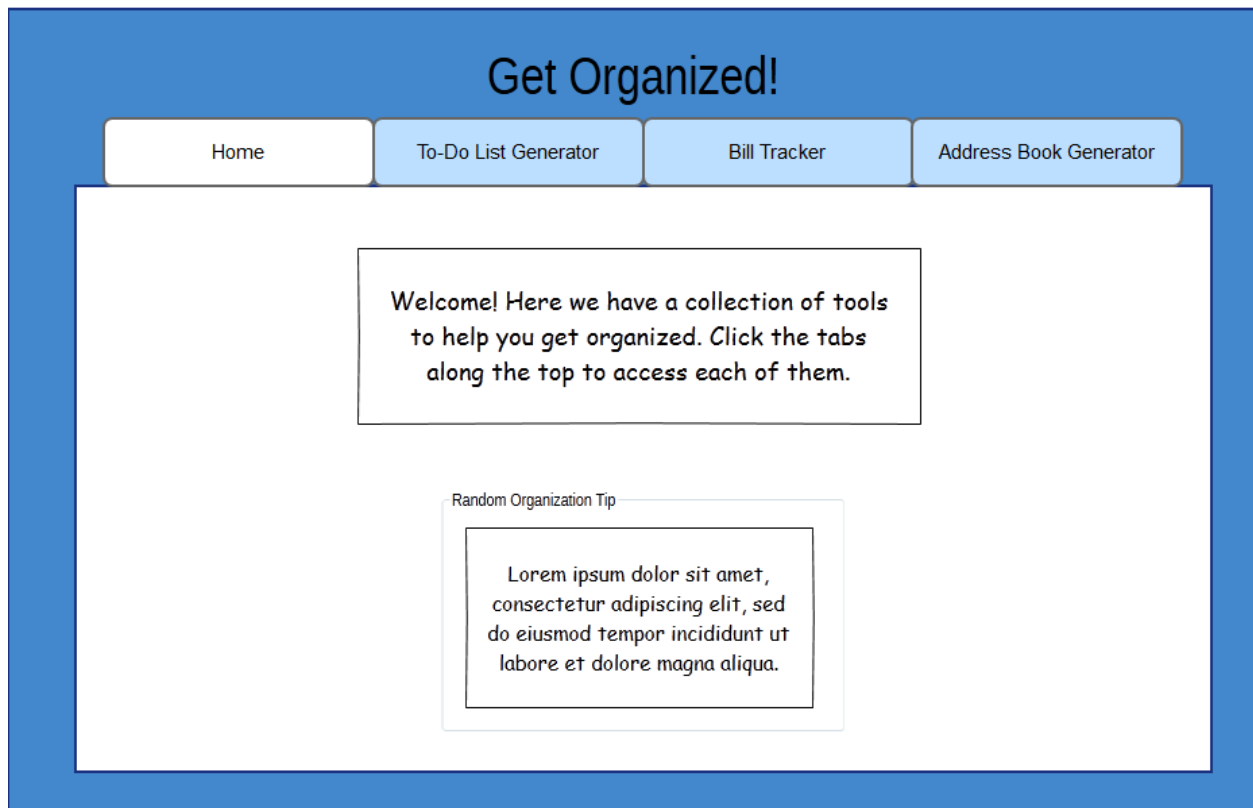 Get Organized!
Home
To-Do List Generator
Bill Tracker
Address Book Generator
Welcome! Here we have a collection of tools
to help you get organized. Click the tabs
along the top to access each of them.
Random Organization Tip
Lorem ipsum dolor sit amet,
consectetur adipiscing elit, sed
do eiusmod tempor incididunt ut
labore et dolore magna aliqua.